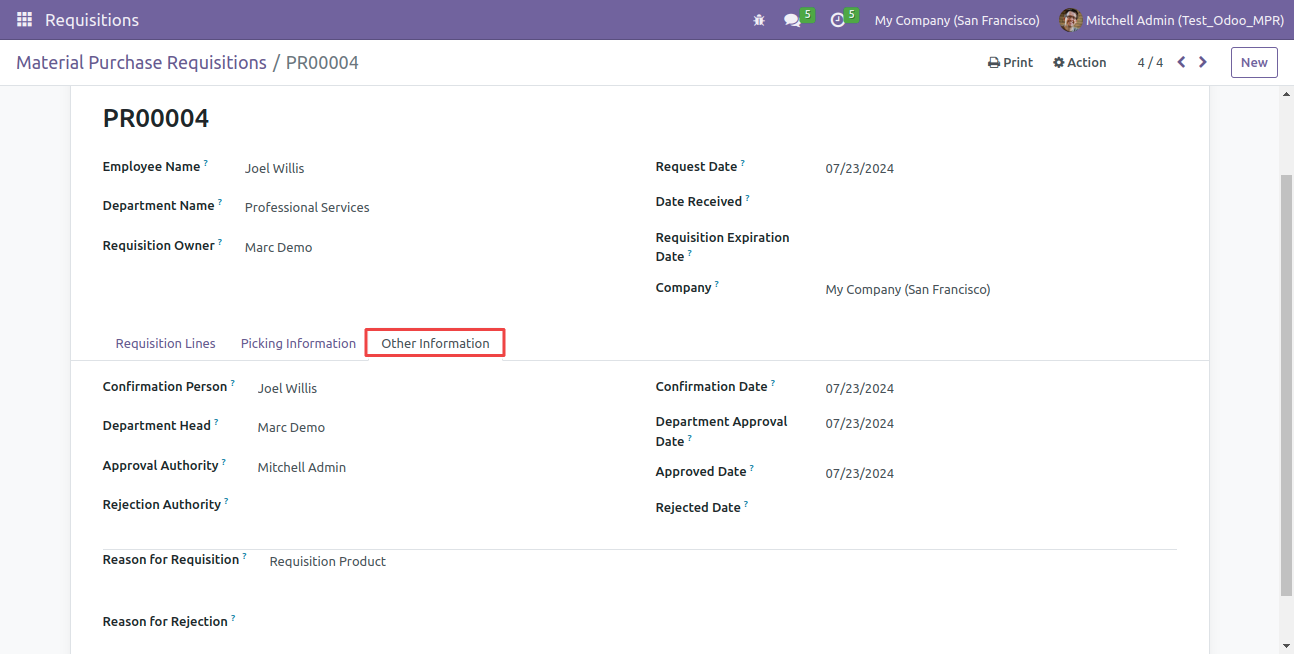 Requisitions
5
5
My Company (San Francisco)
Mitchell Admin (Test_Odoo_MPR)
Material Purchase Requisitions / PR00004
Print
Action
4 / 4
New
PR00004
Employee Name ?
Joel Willis
Request Date ?
07/23/2024
Department Name ?
Professional Services
Date Received ?
Requisition Owner ?
Marc Demo
Requisition Expiration
Date ?
Company ?
My Company (San Francisco)
Requisition Lines
Picking Information
Other Information
Confirmation Person ?
Joel Willis
Confirmation Date ?
07/23/2024
Department Head ?
Marc Demo
Department Approval
Date ?
07/23/2024
Approval Authority ?
Mitchell Admin
Approved Date ?
07/23/2024
Rejection Authority ?
Rejected Date ?
Reason for Requisition ?
Requisition Product
Reason for Rejection ?